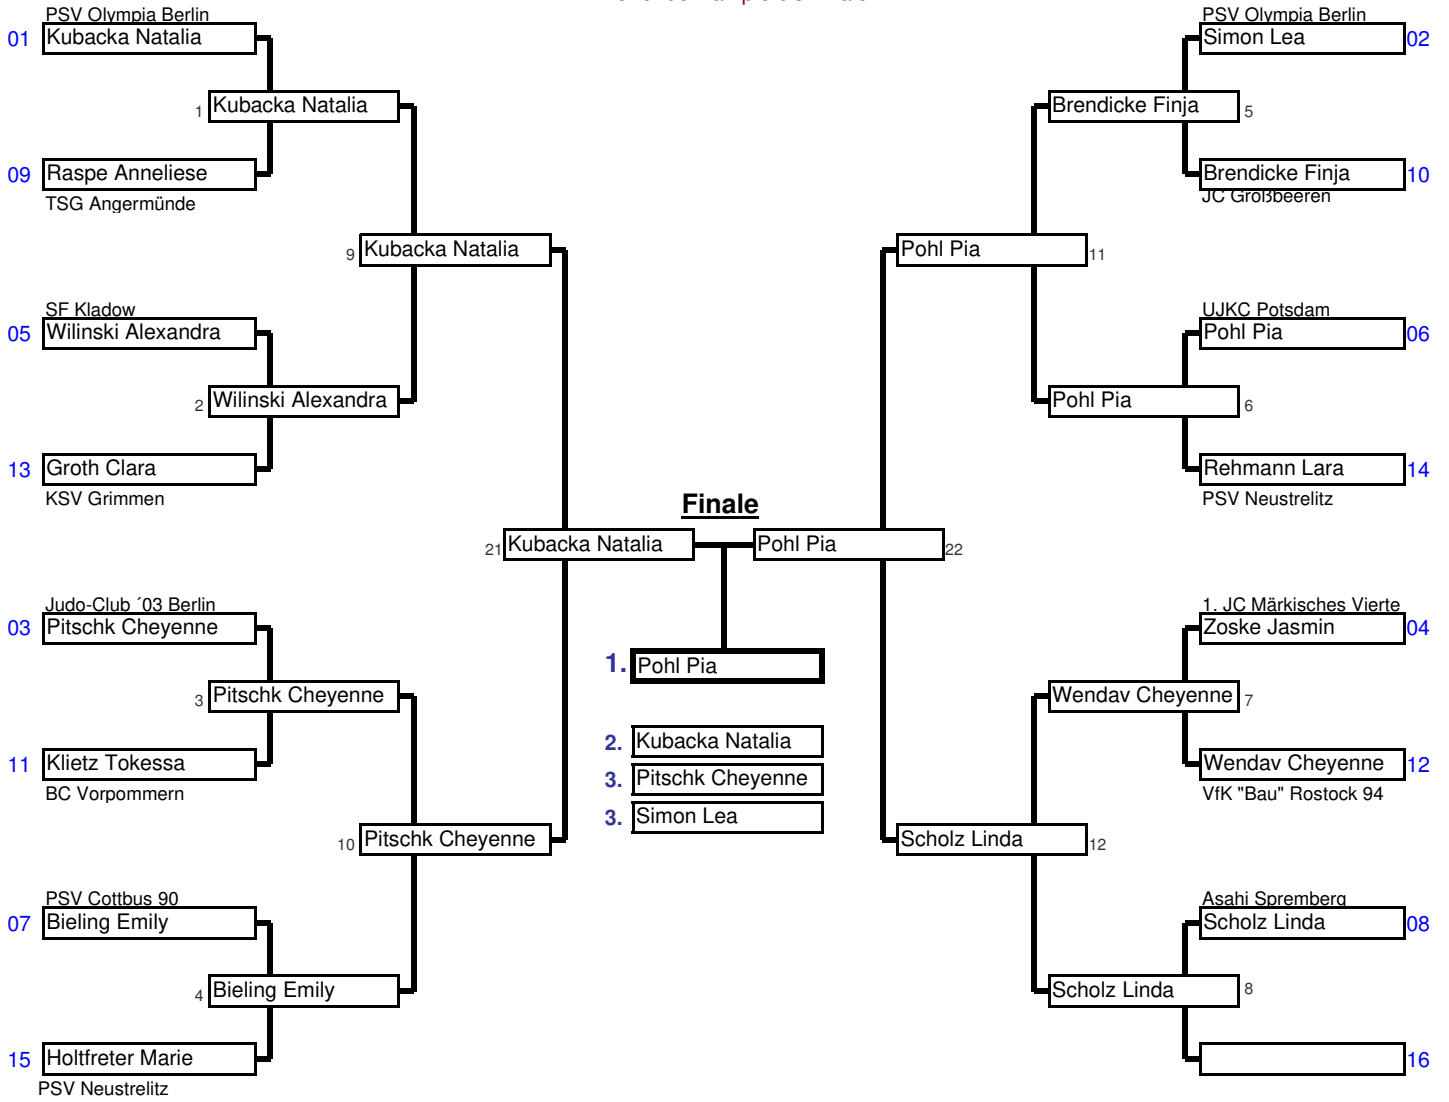 PSV Olympia Berlin
01 Kubacka Natalia
1 Kubacka Natalia
09 Raspe Anneliese
TSG Angermünde
9 Kubacka Natalia
SF Kladow
05 Wilinski Alexandra
2 Wilinski Alexandra
13 Groth Clara
KSV Grimmen
21 Kubacka Natalia
Judo-Club ´03 Berlin
03 Pitschk Cheyenne
3 Pitschk Cheyenne
11 Klietz Tokessa
BC Vorpommern
10 Pitschk Cheyenne
PSV Cottbus 90
07 Bieling Emily
4 Bieling Emily
15 Holtfreter Marie
PSV Neustrelitz
Finale
1. Pohl Pia
2. Kubacka Natalia
3. Pitschk Cheyenne
3. Simon Lea
PSV Olympia Berlin
Simon Lea 02
Brendicke Finja 5
Brendicke Finja 10
JC Großbeeren
Pohl Pia 11
UJKC Potsdam
Pohl Pia 06
Pohl Pia 6
Rehmann Lara 14
PSV Neustrelitz
Pohl Pia 22
1. JC Märkisches Vierte
Zoske Jasmin 04
Wendav Cheyenne 7
Wendav Cheyenne 12
VfK "Bau" Rostock 94
Scholz Linda 12
Asahi Spremberg
Scholz Linda 08
Scholz Linda 8
16